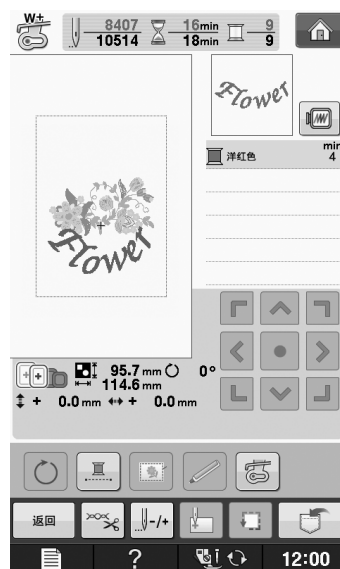 W+
8407 16min 9
10514 18min 9
Flower
min
洋红色 4
Flower
95.7 mm 0°
114.6 mm
+ 0.0 mm + 0.0 mm
返回 -/+
? 12:00